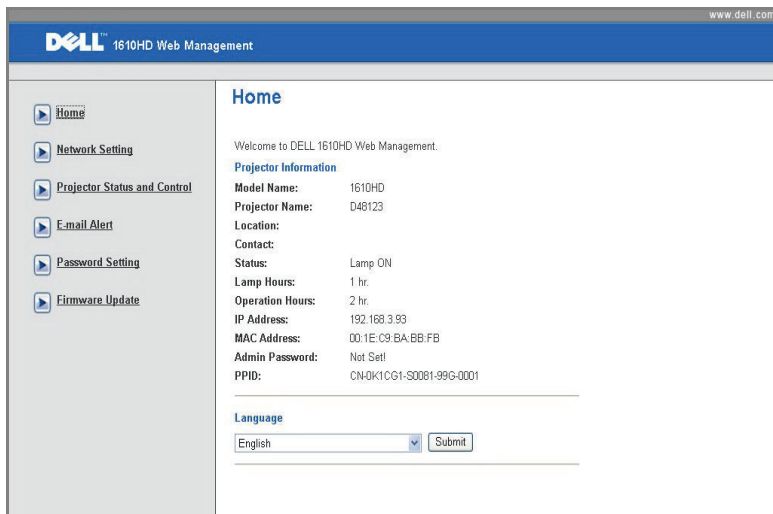 www.dell.com
DELL™ 1610HD Web Management
Home
Network Setting
Projector Status and Control
E-mail Alert
Password Setting
Firmware Update
Home
Welcome to DELL 1610HD Web Management.
Projector Information
Model Name: 1610HD
Projector Name: D48123
Location:
Contact:
Status: Lamp ON
Lamp Hours: 1 hr.
Operation Hours: 2 hr.
IP Address: 192.168.3.93
MAC Address: 00:1E:C9:BA:BB:FB
Admin Password: Not Set!
PPID: CN-0K1CG1-S0081-99G-0001
Language
English Submit